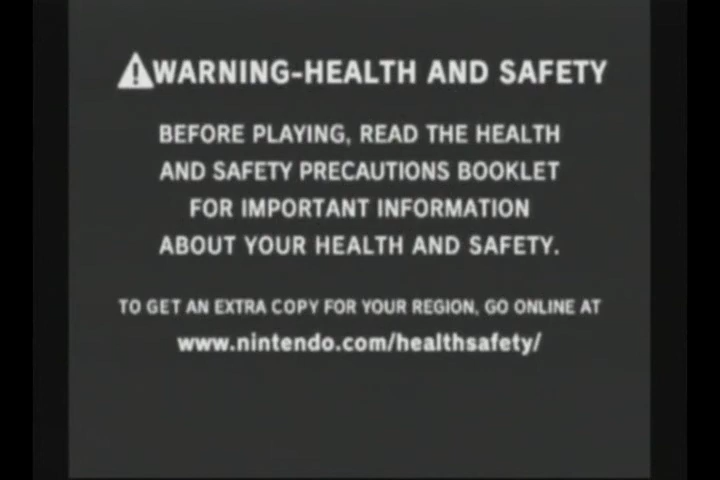 WARNING-HEALTH AND SAFETY
BEFORE PLAYING, READ THE HEALTH
AND SAFETY PRECAUTIONS BOOKLET
FOR IMPORTANT INFORMATION
ABOUT YOUR HEALTH AND SAFETY.
TO GET AN EXTRA COPY FOR YOUR REGION, GO ONLINE AT
www.nintendo.com/healthsafety/